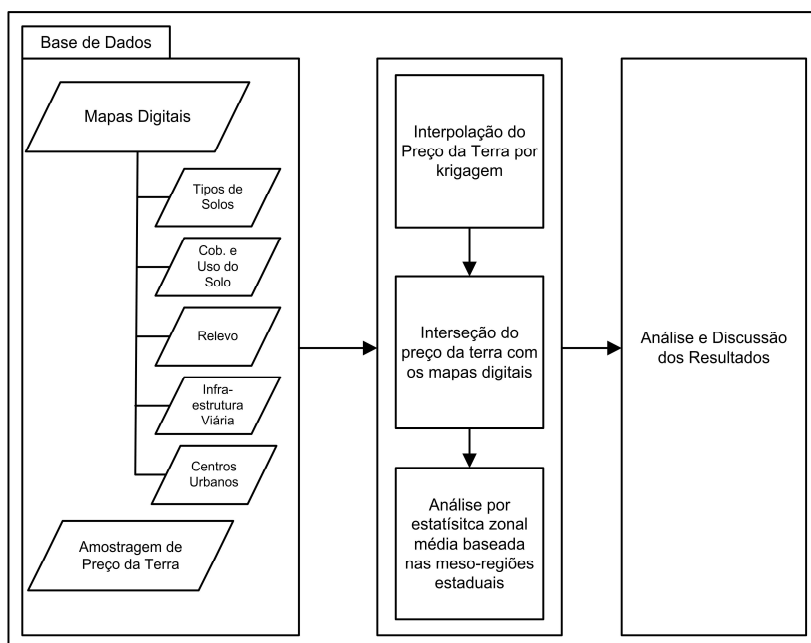 Base de Dados
Mapas Digitais
Tipos de
Solos
Cob. e
Uso do
Solo
Relevo
Infra-
estrutura
Viária
Centros
Urbanos
Amostragem de
Preço da Terra
Interpolação do
Preço da Terra por
krigagem
Interseção do
preço da terra com
os mapas digitais
Análise por
estatísitca zonal
média baseada
nas meso-regiões
estaduais
Análise e Discussão
dos Resultados